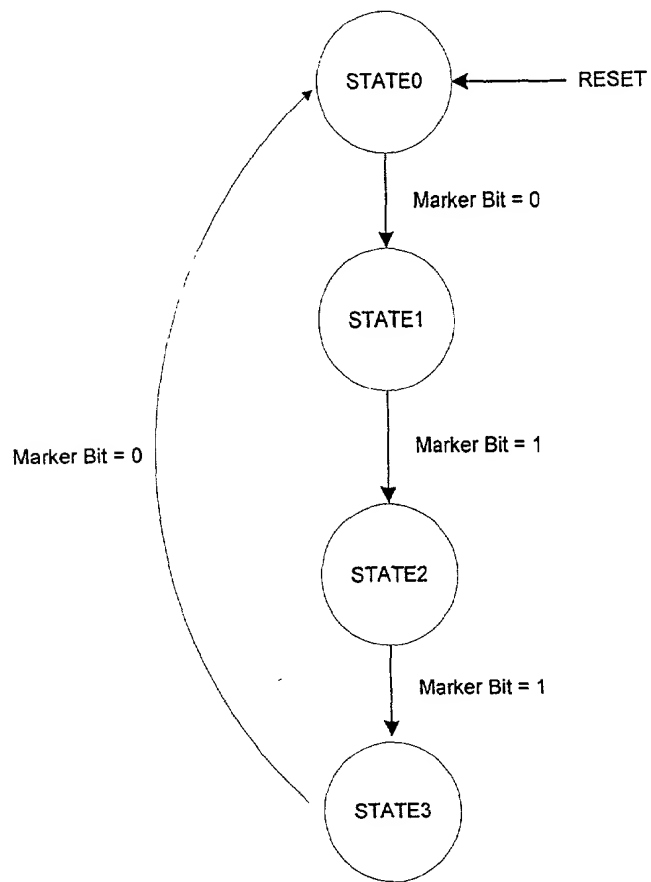 STATE0
RESET
Marker Bit = 0
STATE1
Marker Bit = 1
Marker Bit = 0
STATE2
Marker Bit = 1
STATE3